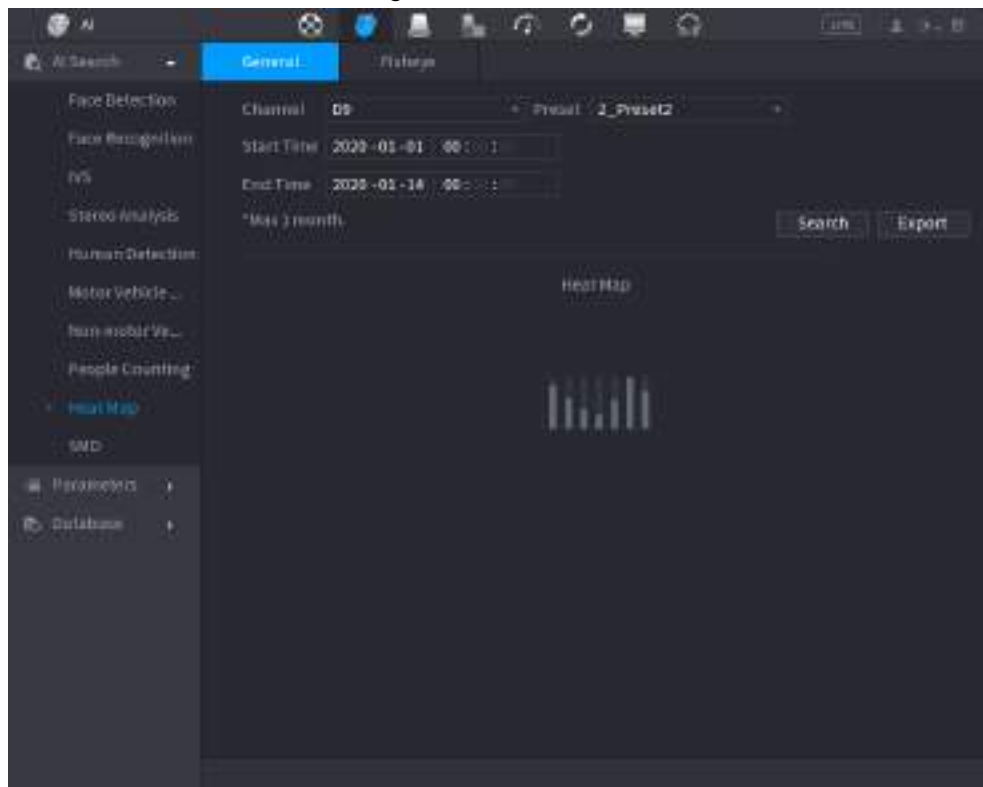 AI
AI Search
General
Fisheye
Face Detection
Channel D9 Preset 2_Preset2
Face Recognition
Start Time 2020 -01 -01 00 : :
IVS
End Time 2020 -01 -14 00 : :
Stereo Analysis
*Max 1 month.
Search Export
Human Detection
Heat Map
Motor Vehicle ...
Non-motor Ve...
People Counting
Heat Map
SMD
Parameters
Database